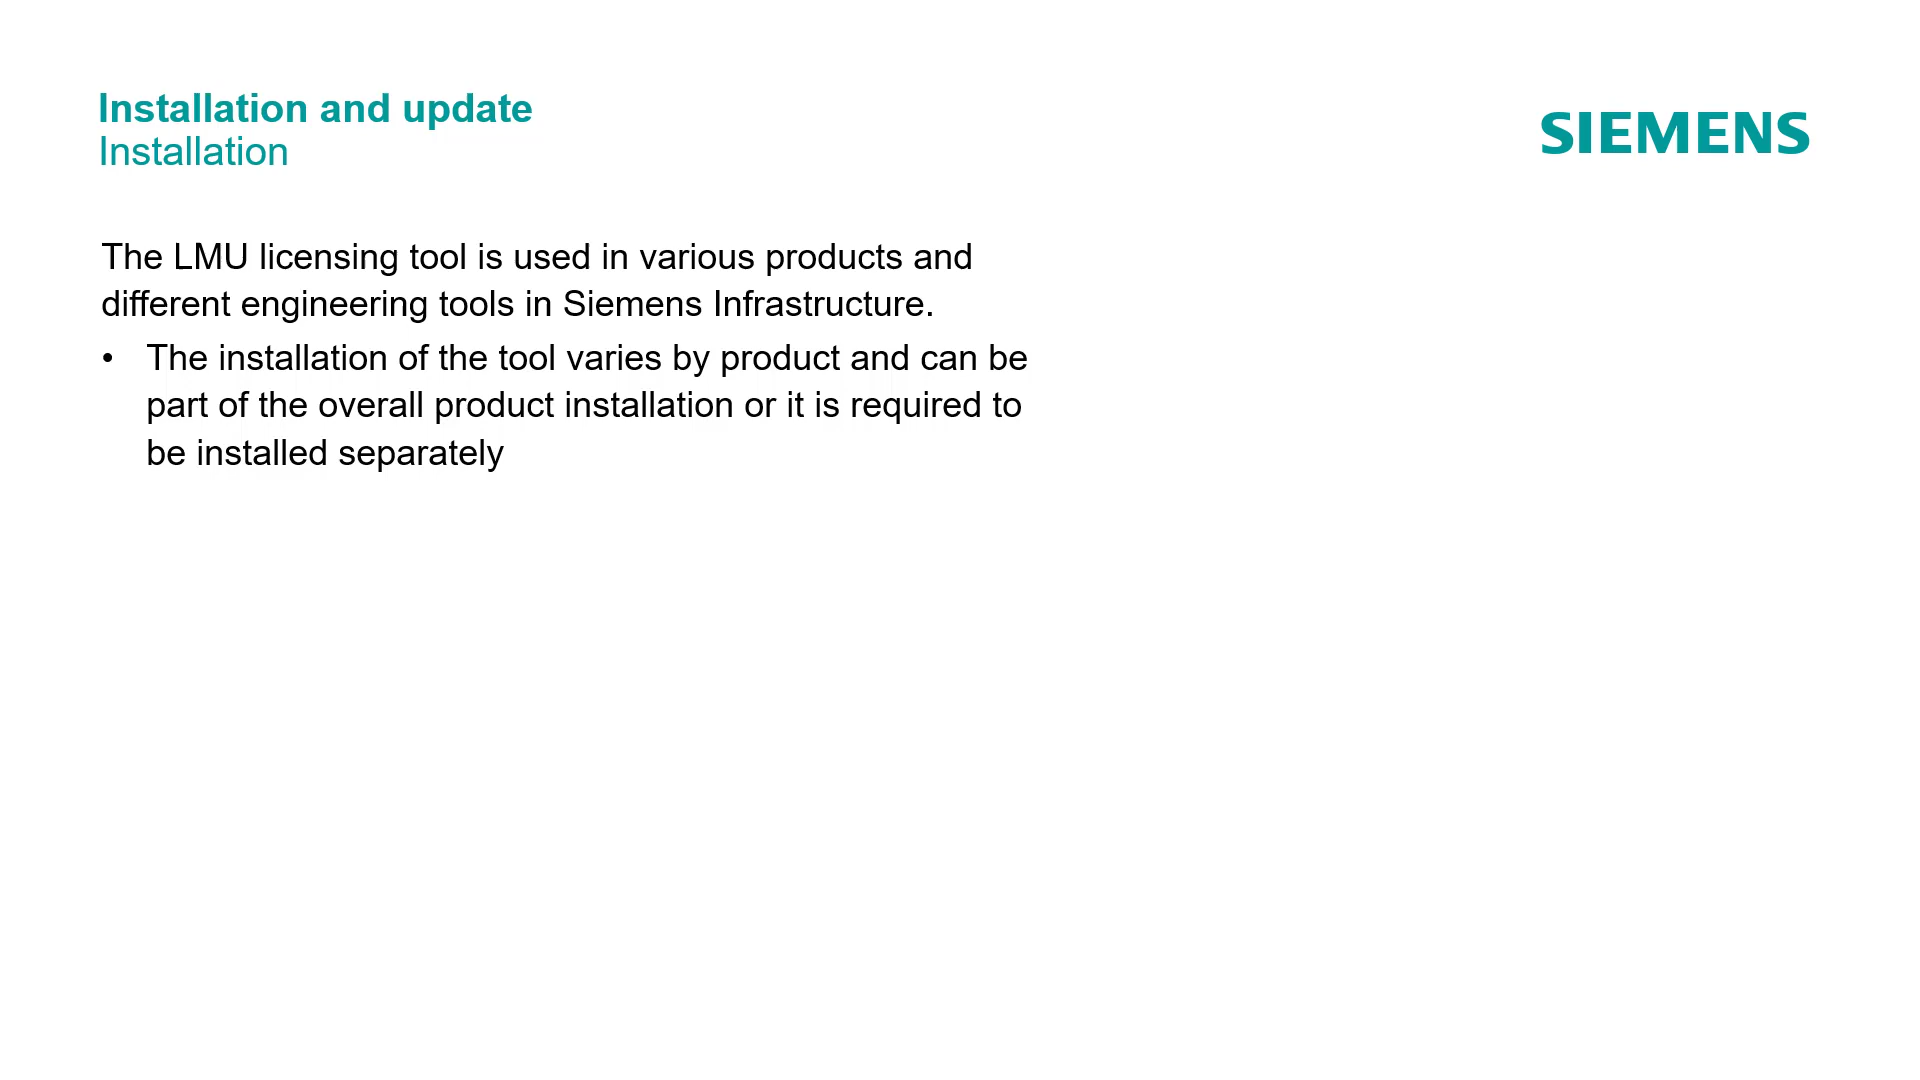 Installation and update
Installation
SIEMENS
The LMU licensing tool is used in various products and
different engineering tools in Siemens Infrastructure.
• The installation of the tool varies by product and can be
part of the overall product installation or it is required to
be installed separately